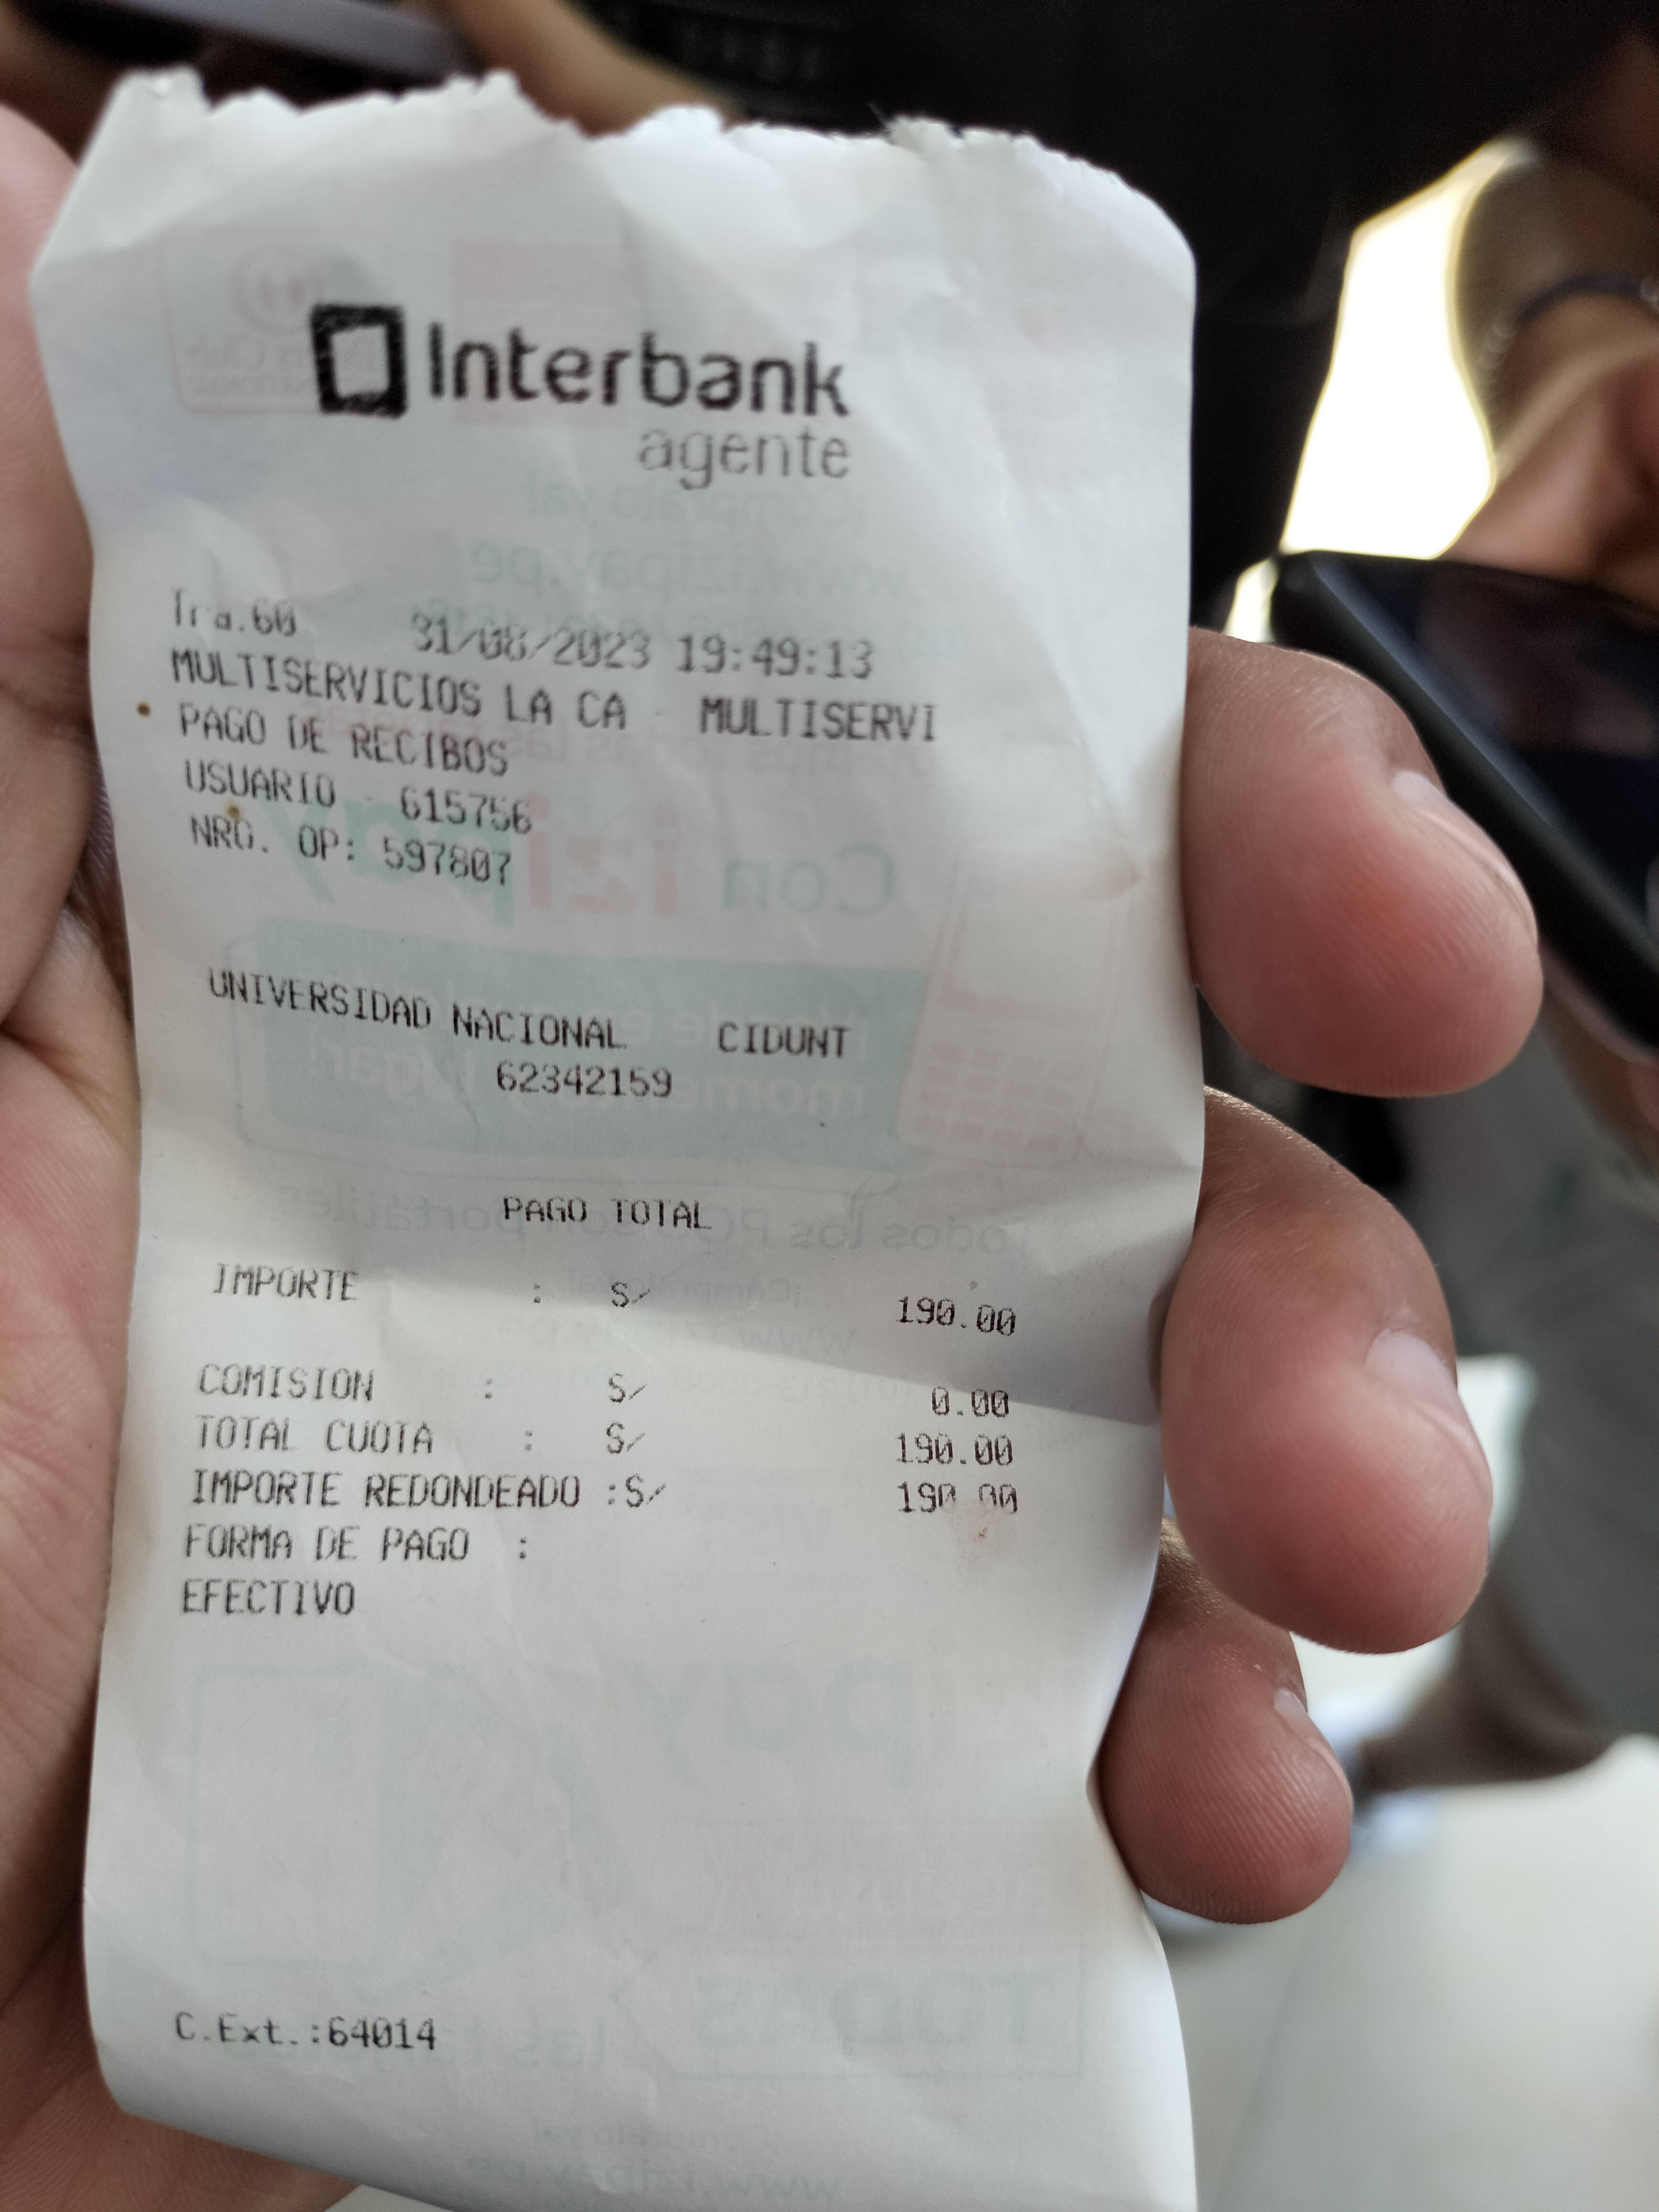 Interbank
agente
Tra.60 31/08/2023 19:49:13
MULTISERVICIOS LA CA - MULTISERVI
PAGO DE RECIBOS
USUARIO - 615756
NRO. OP: 597807
UNIVERSIDAD NACIONAL CIDUNT
62342159
PAGO TOTAL
IMPORTE : S/ 190.00
COMISION : S/ 0.00
TOTAL CUOTA : S/ 190.00
IMPORTE REDONDEADO :S/ 190.00
FORMA DE PAGO :
EFECTIVO
C.Ext.:64014